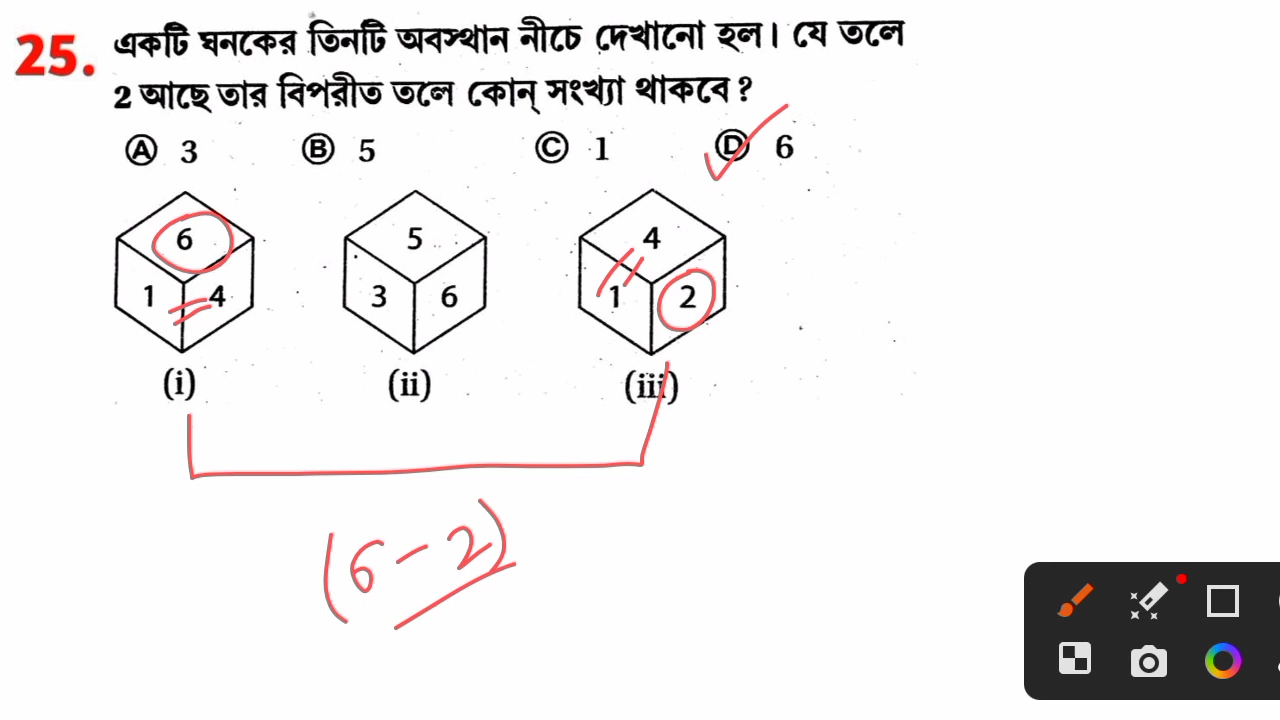 25. একটি ঘনকের তিনটি অবস্থান নীচে দেখানো হল। যে তলে
2 আছে তার বিপরীত তলে কোন্ সংখ্যা থাকবে?
Ⓐ 3 Ⓑ 5 Ⓒ 1 Ⓓ 6
6 5 4
1 4 3 6 1 2
(i) (ii) (iii)
(6-2)